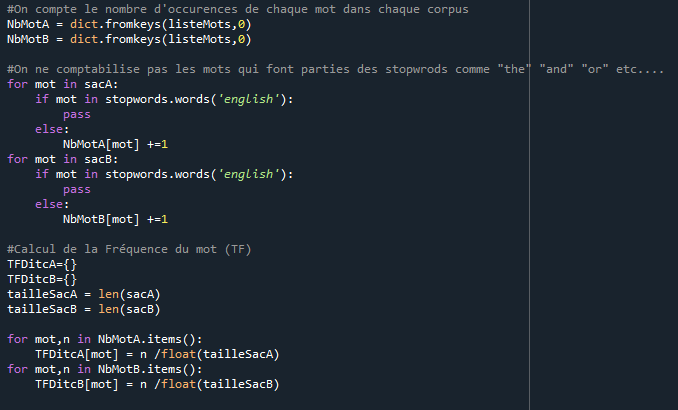 #On compte le nombre d'occurences de chaque mot dans chaque corpus
NbMotA = dict.fromkeys(listeMots,0)
NbMotB = dict.fromkeys(listeMots,0)
#On ne comptabilise pas les mots qui font parties des stopwrods comme "the" "and" "or" etc....
for mot in sacA:
    if mot in stopwords.words('english'):
        pass
    else:
        NbMotA[mot] +=1
for mot in sacB:
    if mot in stopwords.words('english'):
        pass
    else:
        NbMotB[mot] +=1
#Calcul de la Fréquence du mot (TF)
TFDitcA={}
TFDitcB={}
tailleSacA = len(sacA)
tailleSacB = len(sacB)
for mot,n in NbMotA.items():
    TFDitcA[mot] = n /float(tailleSacA)
for mot,n in NbMotB.items():
    TFDitcB[mot] = n /float(tailleSacB)